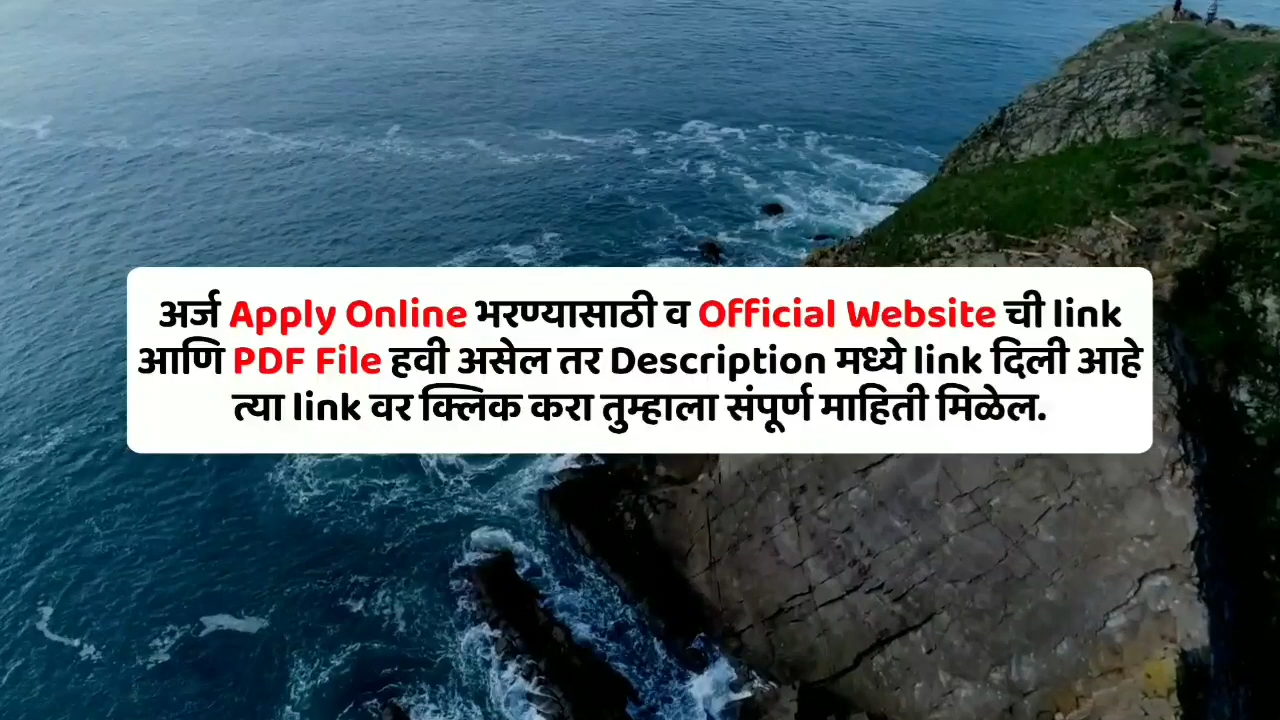 अर्ज Apply Online भरण्यासाठी व Official Website ची link
आणि PDF File हवी असेल तर Description मध्ये link दिली आहे
त्या link वर क्लिक करा तुम्हाला संपूर्ण माहिती मिळेल.